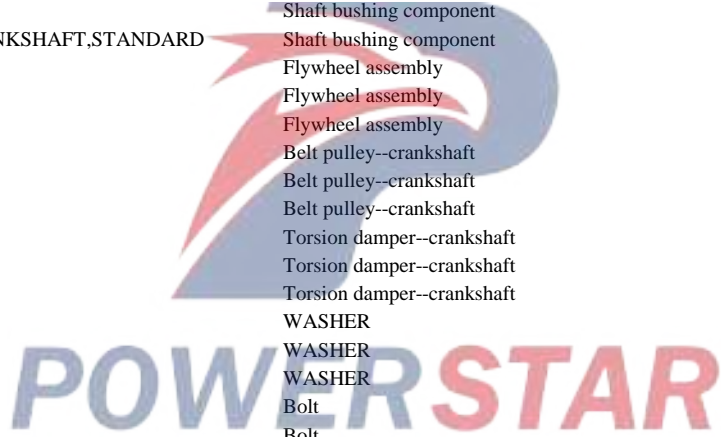 Shaft bushing component
NKSHAFT,STANDARD Shaft bushing component
Flywheel assembly
Flywheel assembly
Flywheel assembly
Belt pulley--crankshaft
Belt pulley--crankshaft
Belt pulley--crankshaft
Torsion damper--crankshaft
Torsion damper--crankshaft
Torsion damper--crankshaft
WASHER
WASHER
WASHER
POWERSTAR
Bolt
Bolt